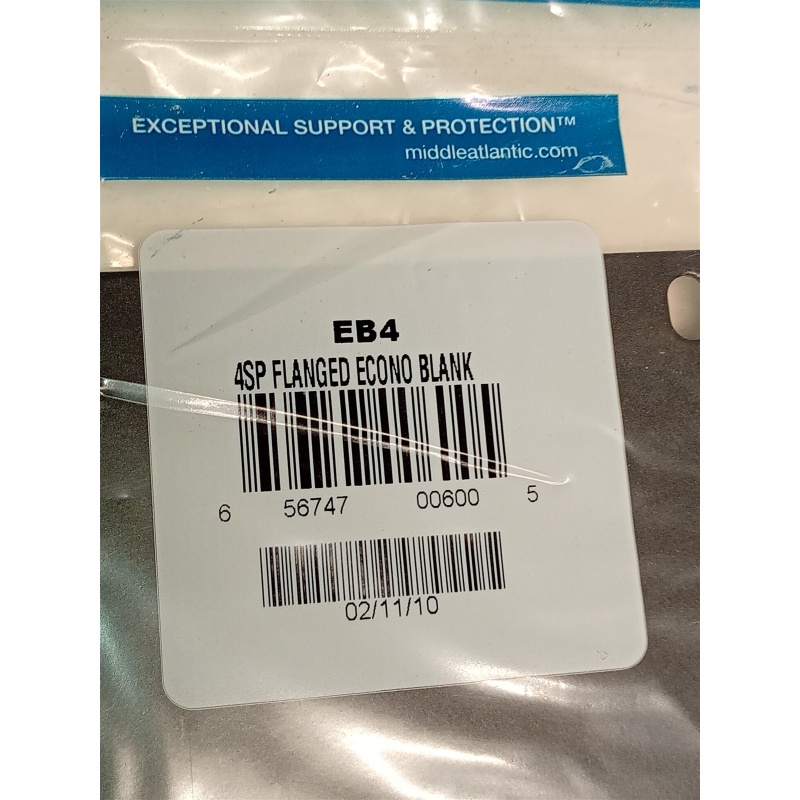 EXCEPTIONAL SUPPORT & PROTECTION™
middleatlantic.com
EB4
4SP FLANGED ECONO BLANK
6 56747 00600 5
02/11/10